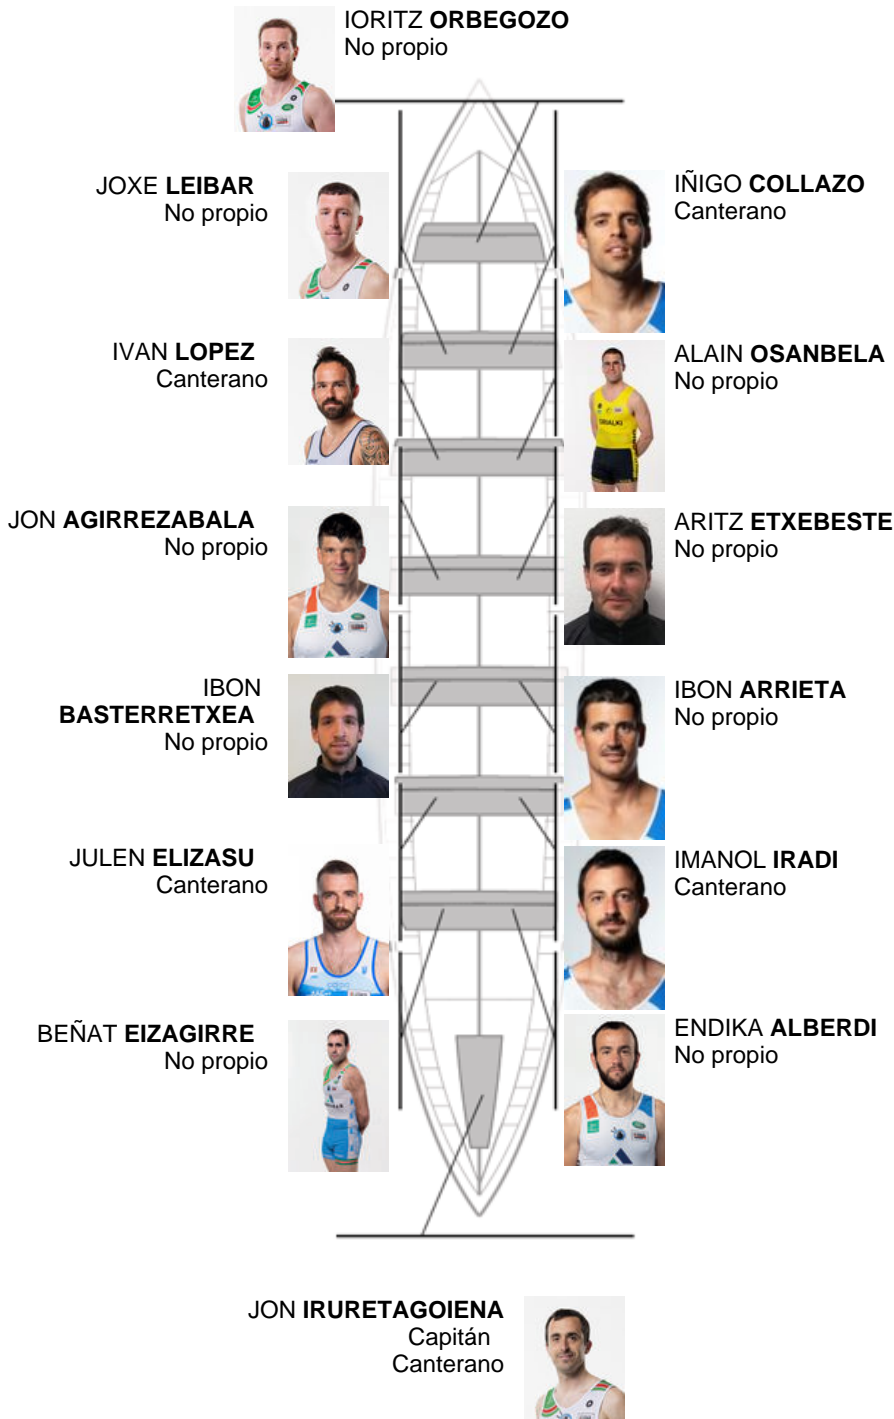 IORITZ ORBEGOZO
No propio
JOXE LEIBAR
No propio
IÑIGO COLLAZO
Canterano
IVAN LOPEZ
Canterano
ALAIN OSANBELA
No propio
JON AGIRREZABALA
No propio
ARITZ ETXEBESTE
No propio
IBON
BASTERRETXEA
No propio
IBON ARRIETA
No propio
JULEN ELIZASU
Canterano
IMANOL IRADI
Canterano
BEÑAT EIZAGIRRE
No propio
ENDIKA ALBERDI
No propio
JON IRURETAGOIENA
Capitán
Canterano